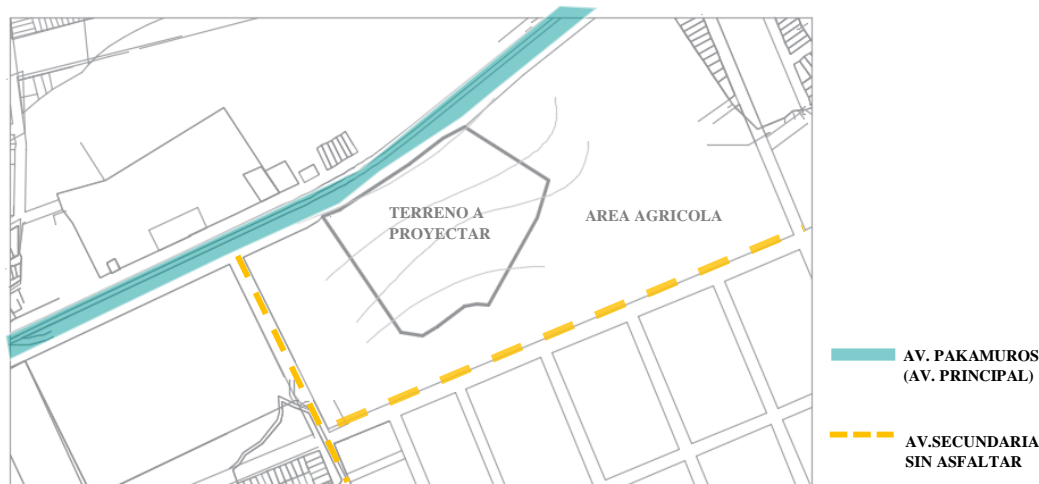 TERRENO A
PROYECTAR
AREA AGRICOLA
AV. PAKAMUROS
(AV. PRINCIPAL)
AV.SECUNDARIA
SIN ASFALTAR